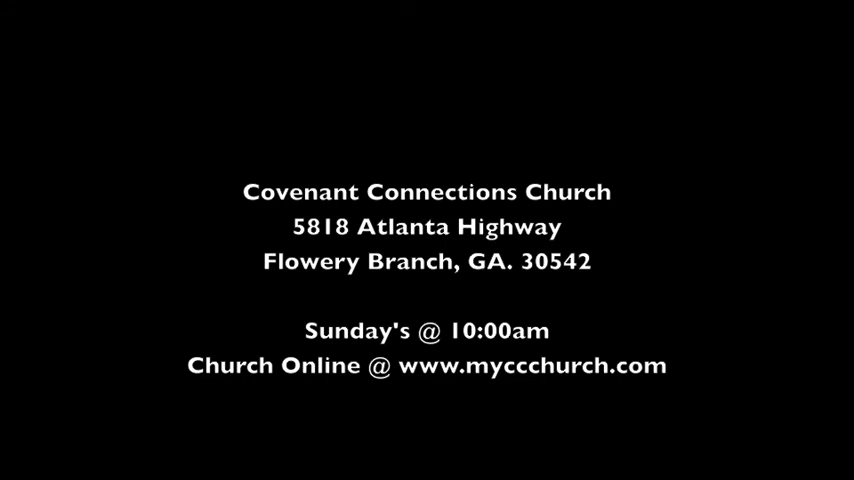 Covenant Connections Church
5818 Atlanta Highway
Flowery Branch, GA. 30542
Sunday's @ 10:00am
Church Online @ www.myccchurch.com